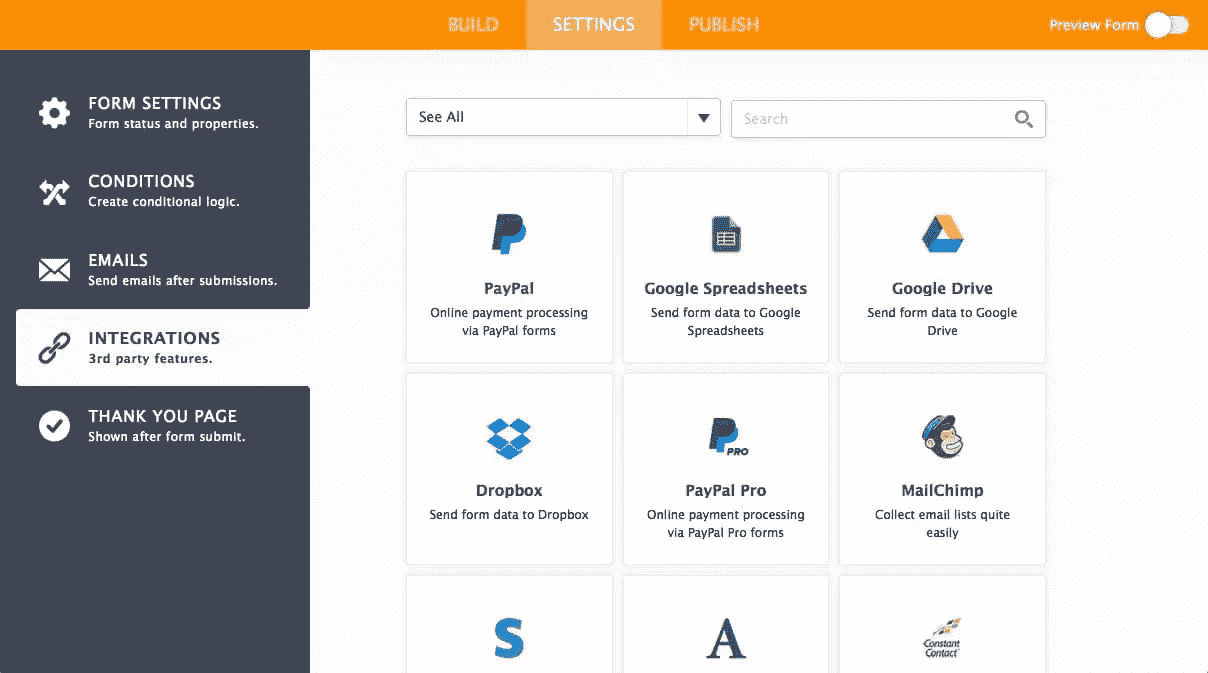 BUILD
SETTINGS
PUBLISH
Preview Form
FORM SETTINGS
Form status and properties.
CONDITIONS
Create conditional logic.
EMAILS
Send emails after submissions.
INTEGRATIONS
3rd party features.
THANK YOU PAGE
Shown after form submit.
See All
Search
PayPal
Online payment processing
via PayPal forms
Google Spreadsheets
Send form data to Google
Spreadsheets
Google Drive
Send form data to Google
Drive
Dropbox
Send form data to Dropbox
PRO
PayPal Pro
Online payment processing
via PayPal Pro forms
MailChimp
Collect email lists quite
easily
S
A
Constant
Contact